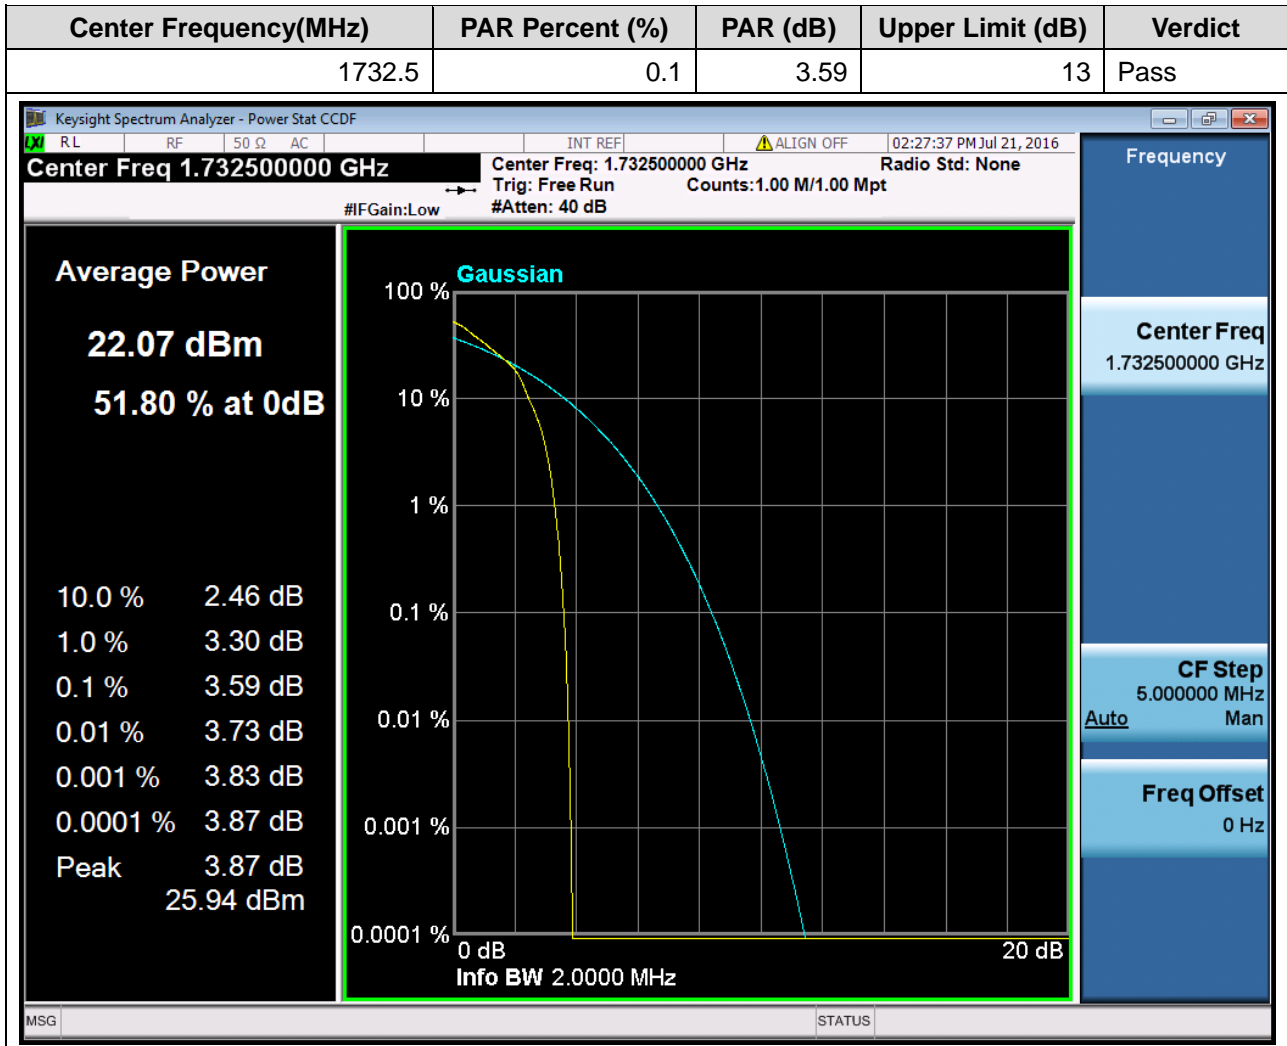 Center Frequency(MHz) PAR Percent (%) PAR (dB) Upper Limit (dB) Verdict
1732.5 0.1 3.59 13 Pass
Keysight Spectrum Analyzer - Power Stat CCDF
LXI RL RF 50 Ω AC INT REF ALIGN OFF 02:27:37 PM Jul 21, 2016
Center Freq 1.732500000 GHz
Center Freq: 1.732500000 GHz Radio Std: None
Trig: Free Run Counts:1.00 M/1.00 Mpt
#IFGain:Low #Atten: 40 dB
Average Power
22.07 dBm
51.80 % at 0dB
10.0 % 2.46 dB
1.0 % 3.30 dB
0.1 % 3.59 dB
0.01 % 3.73 dB
0.001 % 3.83 dB
0.0001 % 3.87 dB
Peak 3.87 dB
25.94 dBm
Gaussian
100 %
10 %
1 %
0.1 %
0.01 %
0.001 %
0.0001 %
0 dB 20 dB
Info BW 2.0000 MHz
Frequency
Center Freq
1.732500000 GHz
CF Step
5.000000 MHz
Auto Man
Freq Offset
0 Hz
MSG STATUS